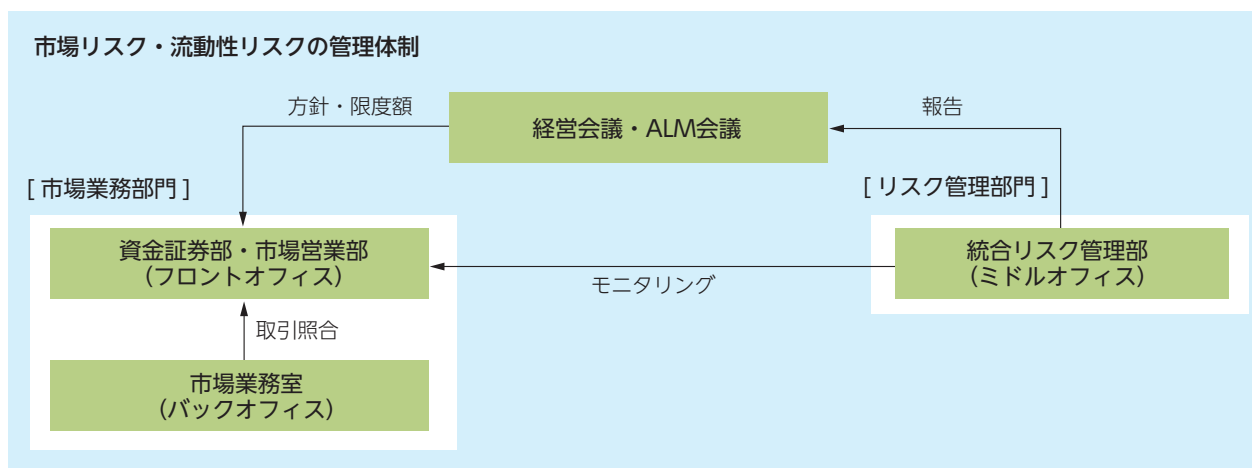 市場リスク・流動性リスクの管理体制
方針・限度額
経営会議・ALM会議
報告
[ 市場業務部門 ]
[ リスク管理部門 ]
資金証券部・市場営業部
(フロントオフィス)
統合リスク管理部
(ミドルオフィス)
モニタリング
取引照合
市場業務室
(バックオフィス)